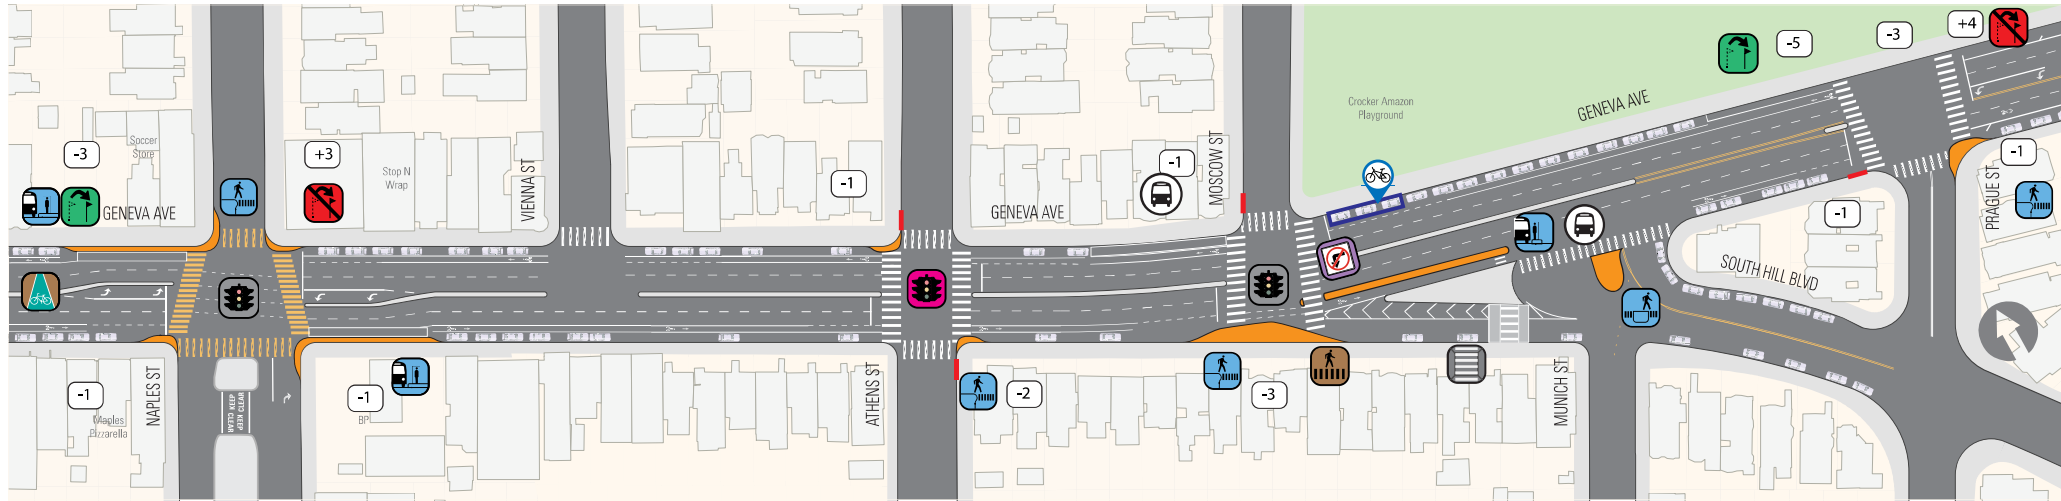 +4
-3
-5
Crocker Amazon
Playground
GENEVA AVE
Soccer
Store
-3
+3
Stop N
Wrap
VIENNA ST
-1
-1
MOSCOW ST
-1
PRAGUE ST
GENEVA AVE
GENEVA AVE
-1
SOUTH HILL BLVD
-1
Maples
Pizzarella
NAPLES ST
KEEP
CLEAR
KEEP
CLEAR
-1
BP
ATHENS ST
-2
-3
MUNICH ST